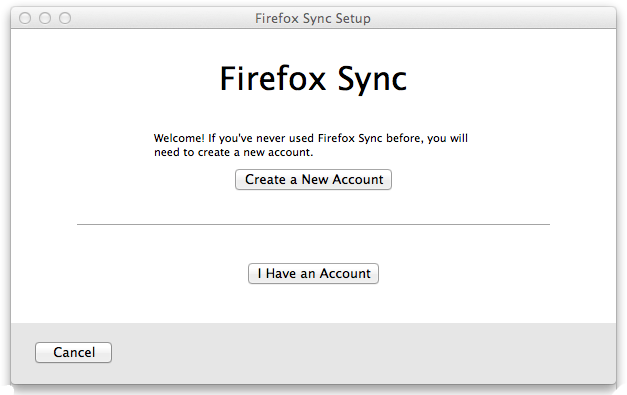 Firefox Sync Setup
Firefox Sync
Welcome! If you've never used Firefox Sync before, you will
need to create a new account.
Create a New Account
I Have an Account
Cancel